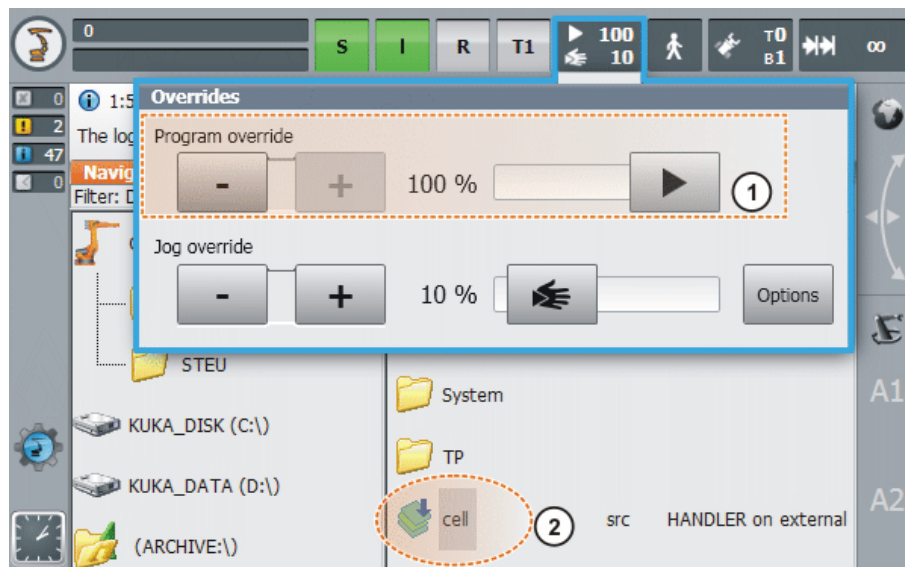 0
S I R T1 100 10 T0 B1 ∞
0 1:5 Overrides
2 The log Program override
47 - + 100 % 1
0 Navig
Filter: D
Jog override
- + 10 % Options
STEU
System
A1
KUKA_DISK (C:\)
TP
KUKA_DATA (D:\)
cell 2 src HANDLER on external
A2
(ARCHIVE:\)